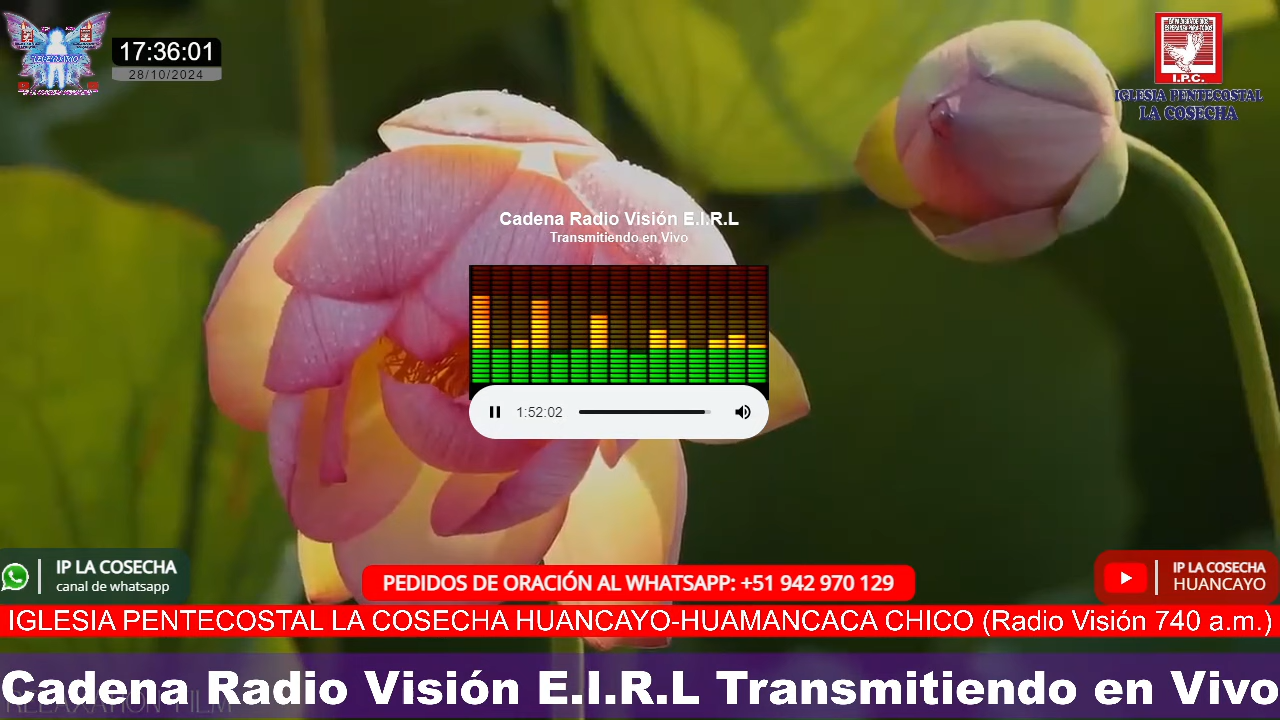 17:36:01
28/10/2024
I.P.C.
IGLESIA PENTECOSTAL
LA COSECHA
Cadena Radio Visión E.I.R.L
Transmitiendo en Vivo
1:52:02
IP LA COSECHA
canal de whatsapp
PEDIDOS DE ORACIÓN AL WHATSAPP: +51 942 970 129
IP LA COSECHA
HUANCAYO
IGLESIA PENTECOSTAL LA COSECHA HUANCAYO-HUAMANCACA CHICO (Radio Visión 740 a.m.)
Cadena Radio Visión E.I.R.L Transmitiendo en Vivo
RELAXATION FILM